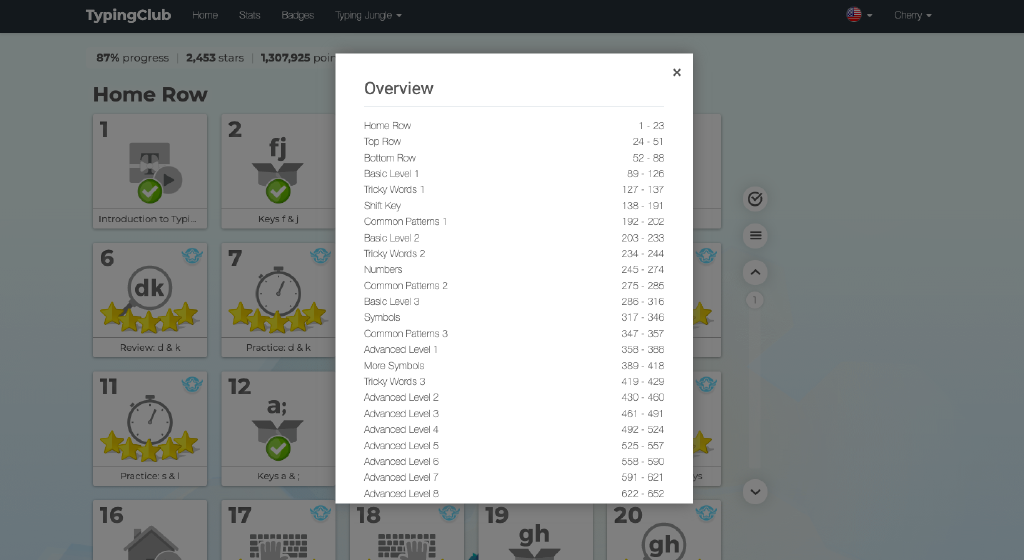 TypingClub Home Stats Badges Typing Jungle Cherry
87% progress | 2,453 stars | 1,307,925
Home Row
1
Introduction to Typi...
2
fj
Keys f & j
6
dk
Review: d & k
7
Practice: d & k
11
Practice: s & l
12
a;
Keys a & ;
16
17
18
19
gh
20
gh
1
×
Overview
Home Row 1 - 23
Top Row 24 - 51
Bottom Row 52 - 88
Basic Level 1 89 - 126
Tricky Words 1 127 - 137
Shift Key 138 - 191
Common Patterns 1 192 - 202
Basic Level 2 203 - 233
Tricky Words 2 234 - 244
Numbers 245 - 274
Common Patterns 2 275 - 285
Basic Level 3 286 - 316
Symbols 317 - 346
Common Patterns 3 347 - 357
Advanced Level 1 358 - 388
More Symbols 389 - 418
Tricky Words 3 419 - 429
Advanced Level 2 430 - 460
Advanced Level 3 461 - 491
Advanced Level 4 492 - 524
Advanced Level 5 525 - 557
Advanced Level 6 558 - 590
Advanced Level 7 591 - 621
Advanced Level 8 622 - 652